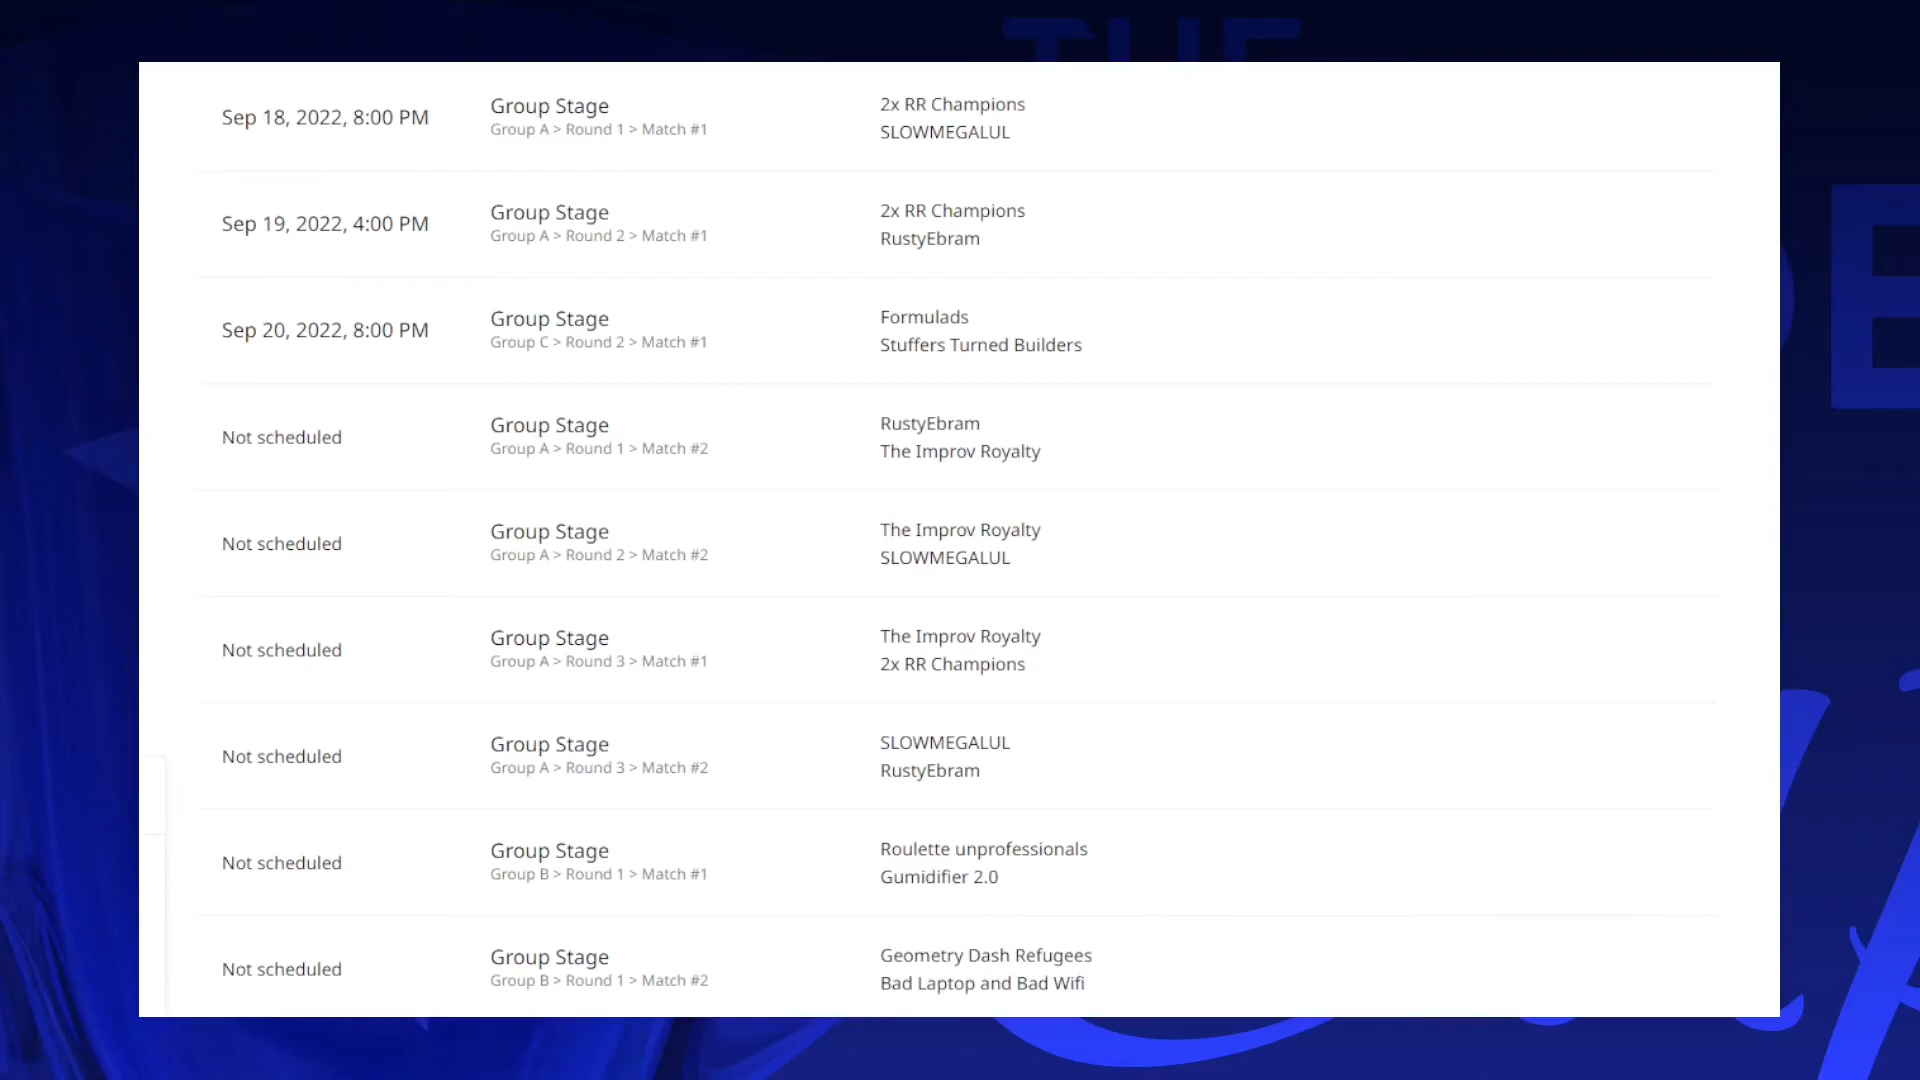 THE
Sep 18, 2022, 8:00 PM
Group Stage
Group A > Round 1 > Match #1
2x RR Champions
SLOWMEGALUL
Sep 19, 2022, 4:00 PM
Group Stage
Group A > Round 2 > Match #1
2x RR Champions
RustyEbram
Sep 20, 2022, 8:00 PM
Group Stage
Group C > Round 2 > Match #1
Formulads
Stuffers Turned Builders
Not scheduled
Group Stage
Group A > Round 1 > Match #2
RustyEbram
The Improv Royalty
Not scheduled
Group Stage
Group A > Round 2 > Match #2
The Improv Royalty
SLOWMEGALUL
Not scheduled
Group Stage
Group A > Round 3 > Match #1
The Improv Royalty
2x RR Champions
Not scheduled
Group Stage
Group A > Round 3 > Match #2
SLOWMEGALUL
RustyEbram
Not scheduled
Group Stage
Group B > Round 1 > Match #1
Roulette unprofessionals
Gumidifier 2.0
Not scheduled
Group Stage
Group B > Round 1 > Match #2
Geometry Dash Refugees
Bad Laptop and Bad Wifi